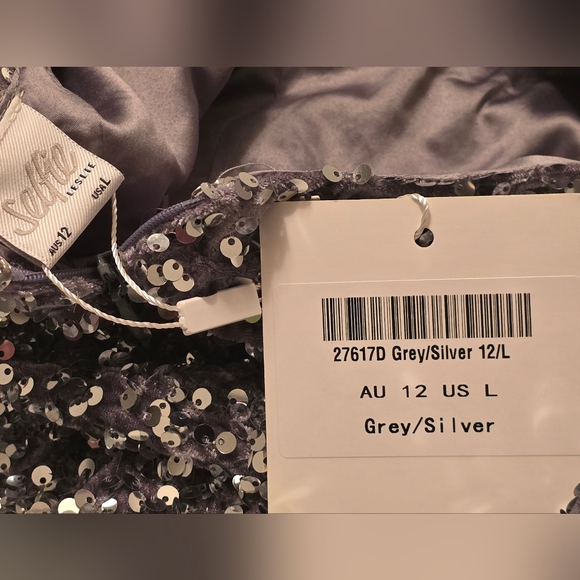 Selfie
LESLIE
AUS 12
USA L
27617D Grey/Silver 12/L
AU 12 US L
Grey/Silver